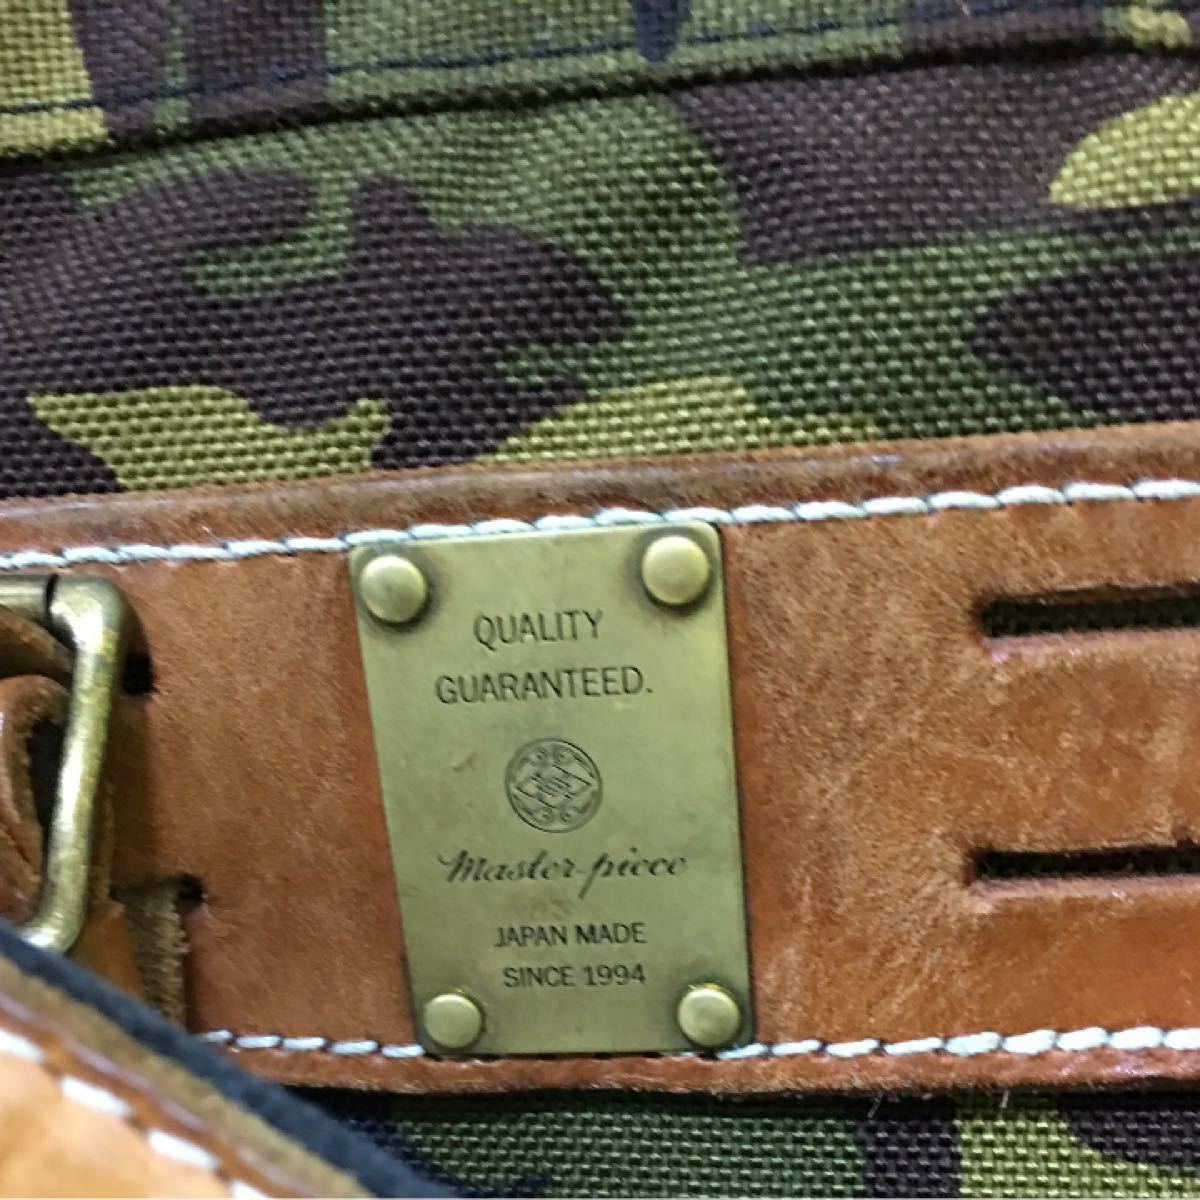 QUALITY
GUARANTEED.
Master-piece
JAPAN MADE
SINCE 1994